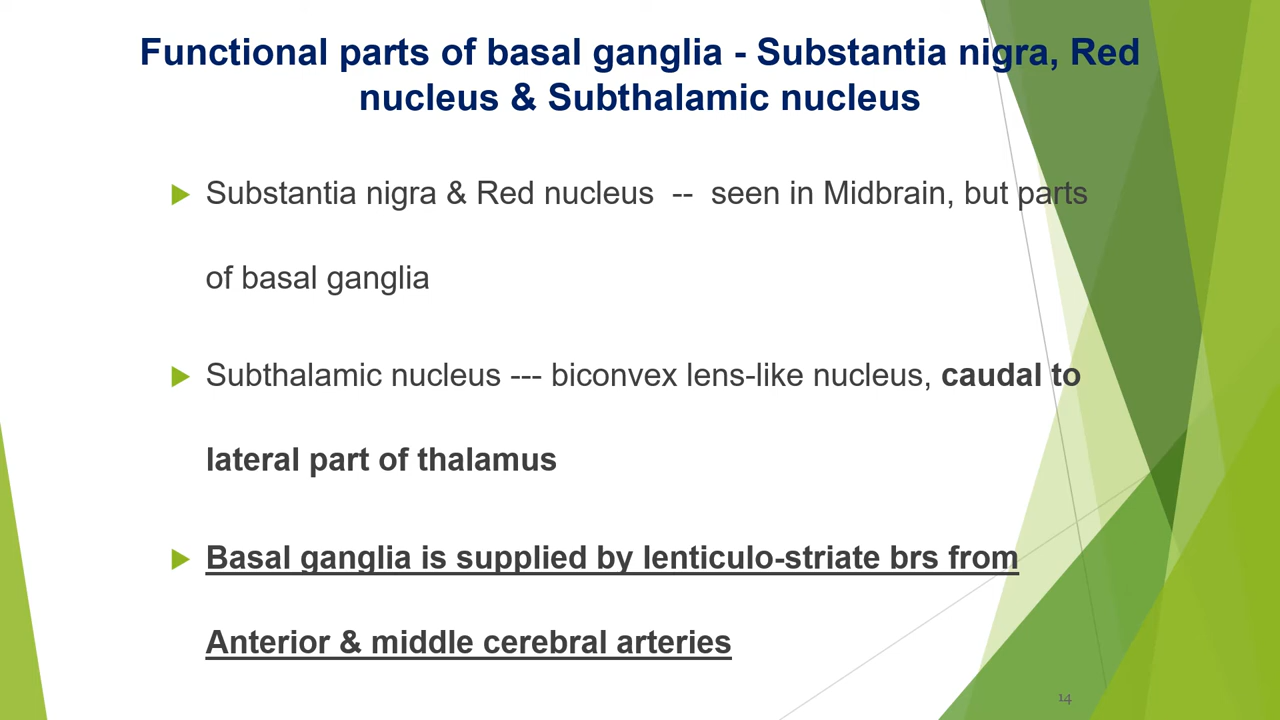 Functional parts of basal ganglia - Substantia nigra, Red
nucleus & Subthalamic nucleus
Substantia nigra & Red nucleus -- seen in Midbrain, but parts
of basal ganglia
Subthalamic nucleus --- biconvex lens-like nucleus, caudal to
lateral part of thalamus
Basal ganglia is supplied by lenticulo-striate brs from
Anterior & middle cerebral arteries
14